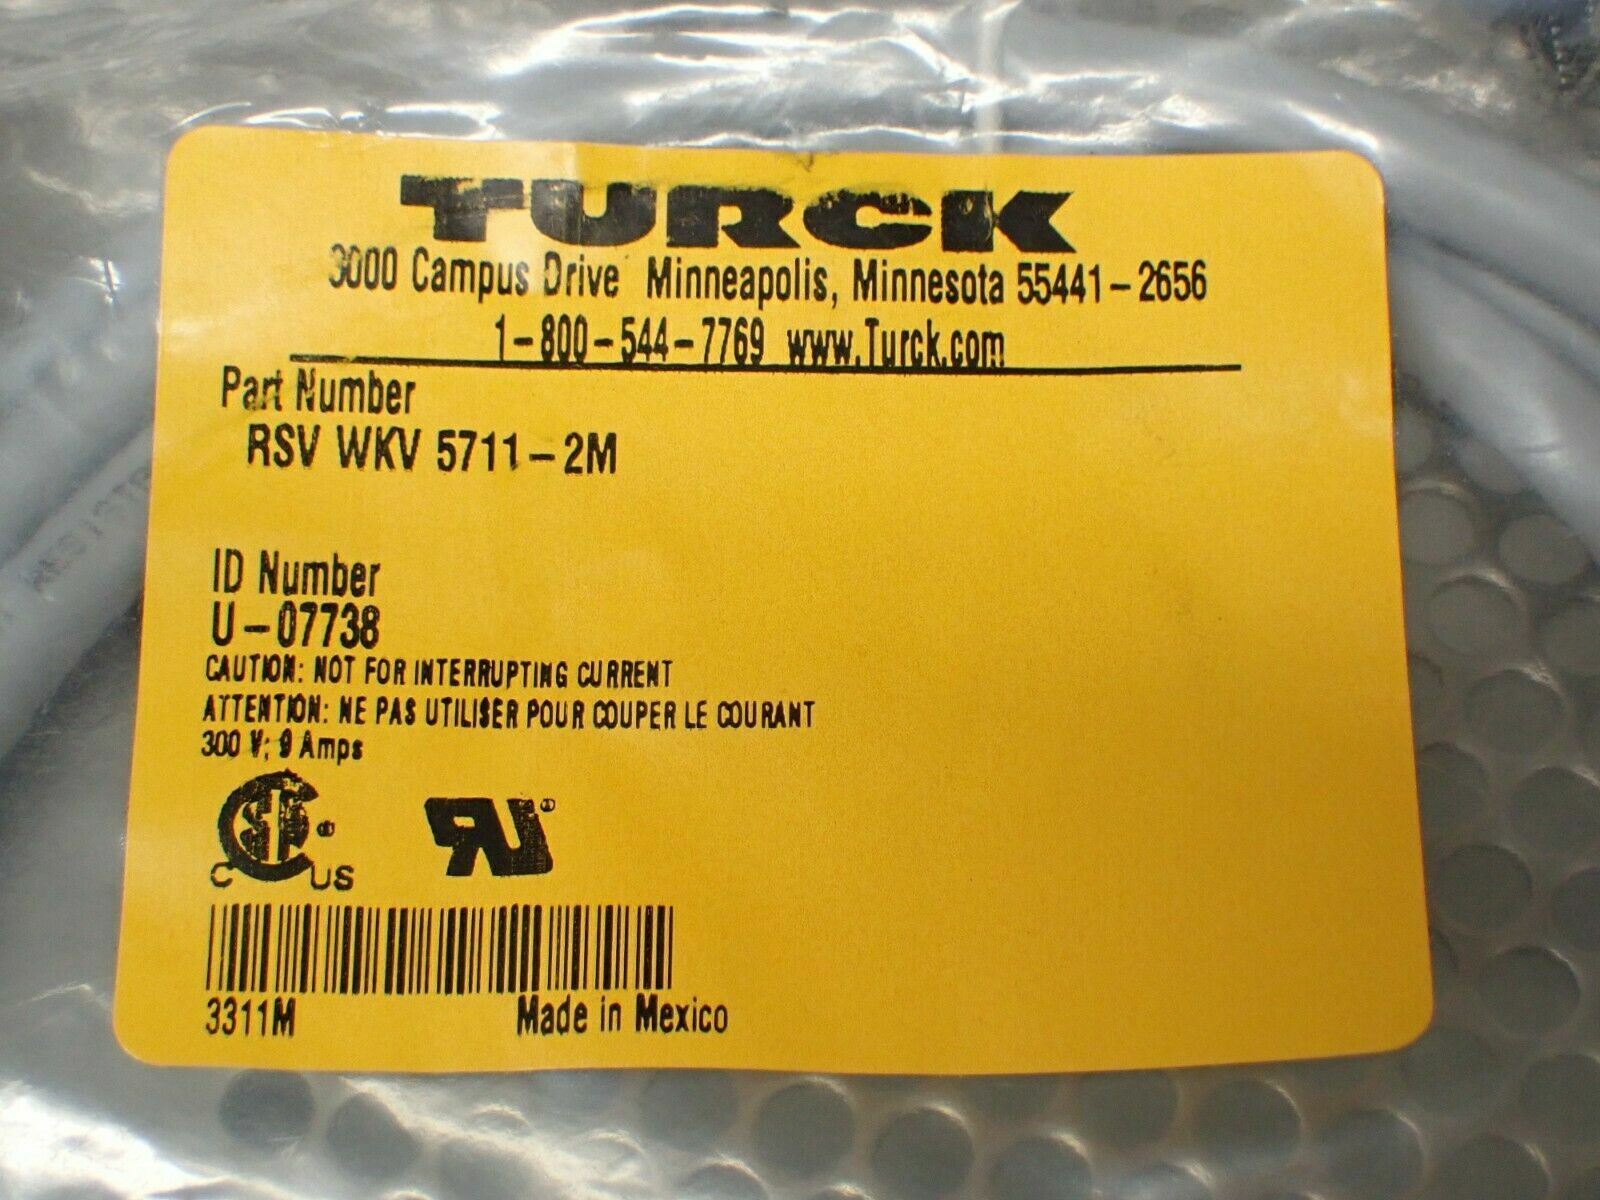 TURCK
3000 Campus Drive Minneapolis, Minnesota 55441-2656
1-800-544-7769 www.Turck.com
Part Number
RSV WKV 5711-2M
ID Number
U-07738
CAUTION: NOT FOR INTERRUPTING CURRENT
ATTENTION: NE PAS UTILISER POUR COUPER LE COURANT
300 V; 9 Amps
C US
3311M Made in Mexico